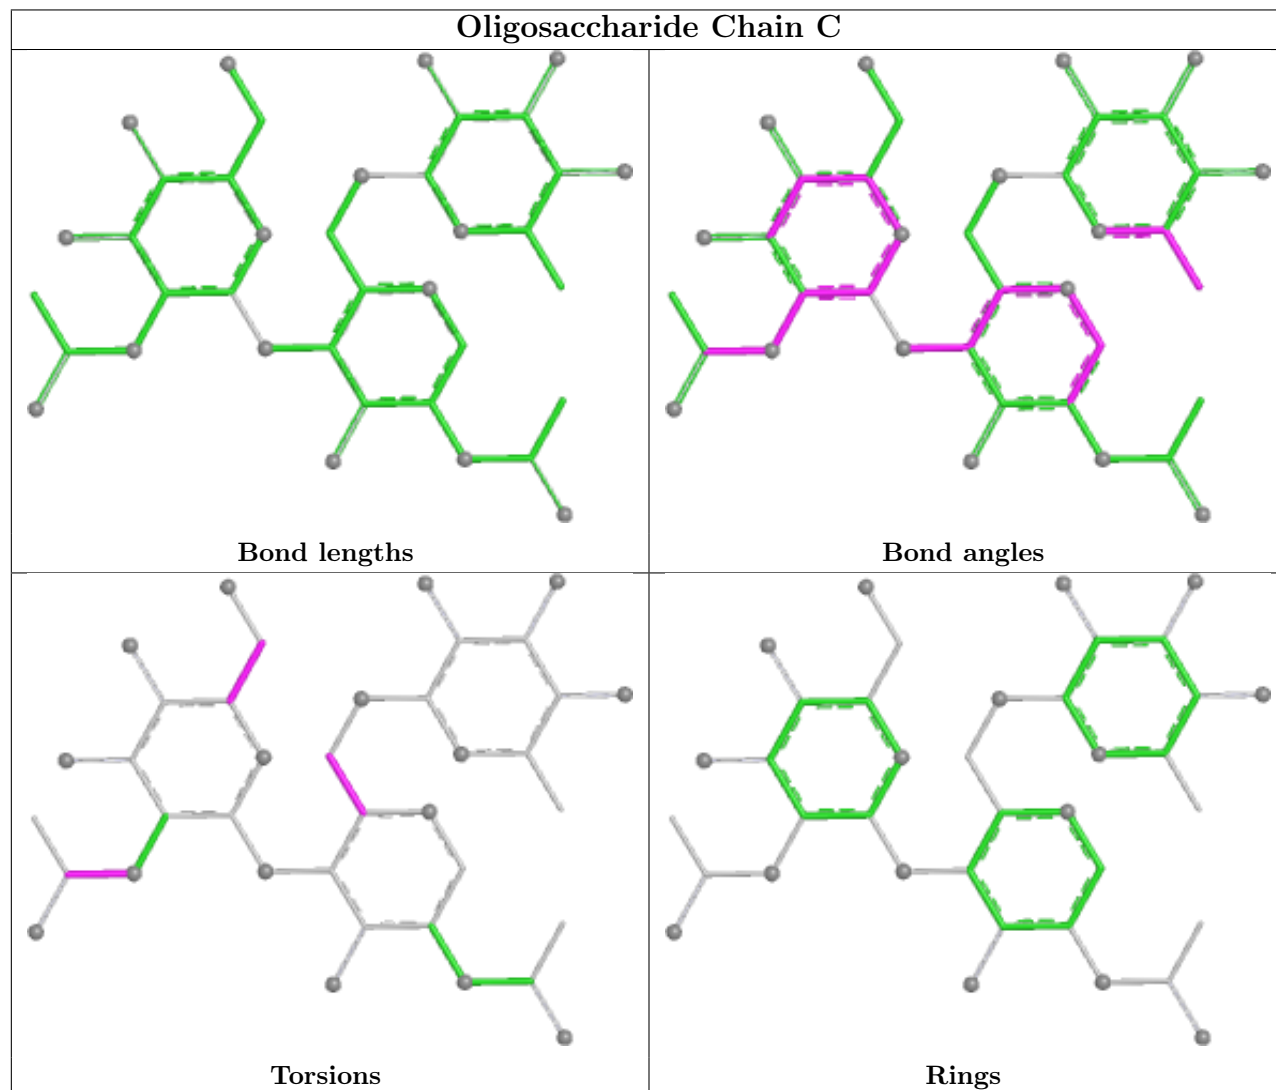 Oligosaccharide Chain C
Bond lengths
Bond angles
Torsions
Rings